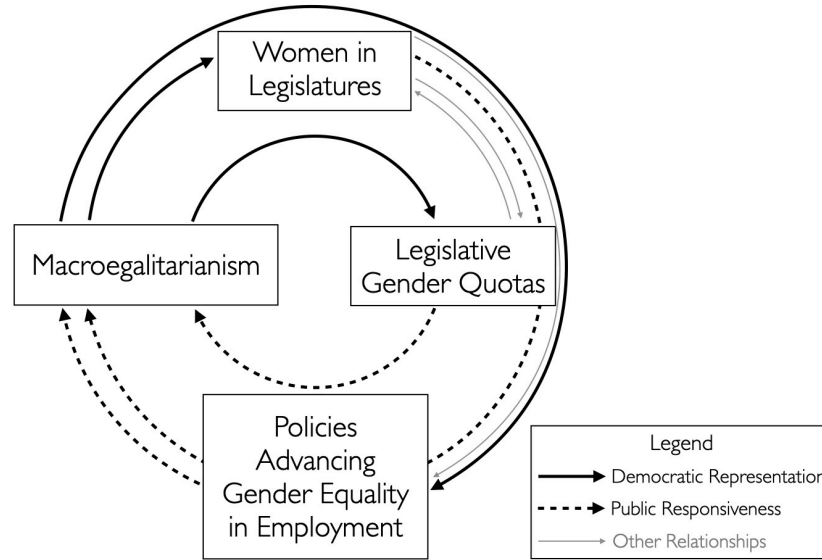 Women in
Legislatures
Macroegalitarianism
Legislative
Gender Quotas
Policies
Advancing
Gender Equality
in Employment
Legend
Democratic Representation
Public Responsiveness
Other Relationships